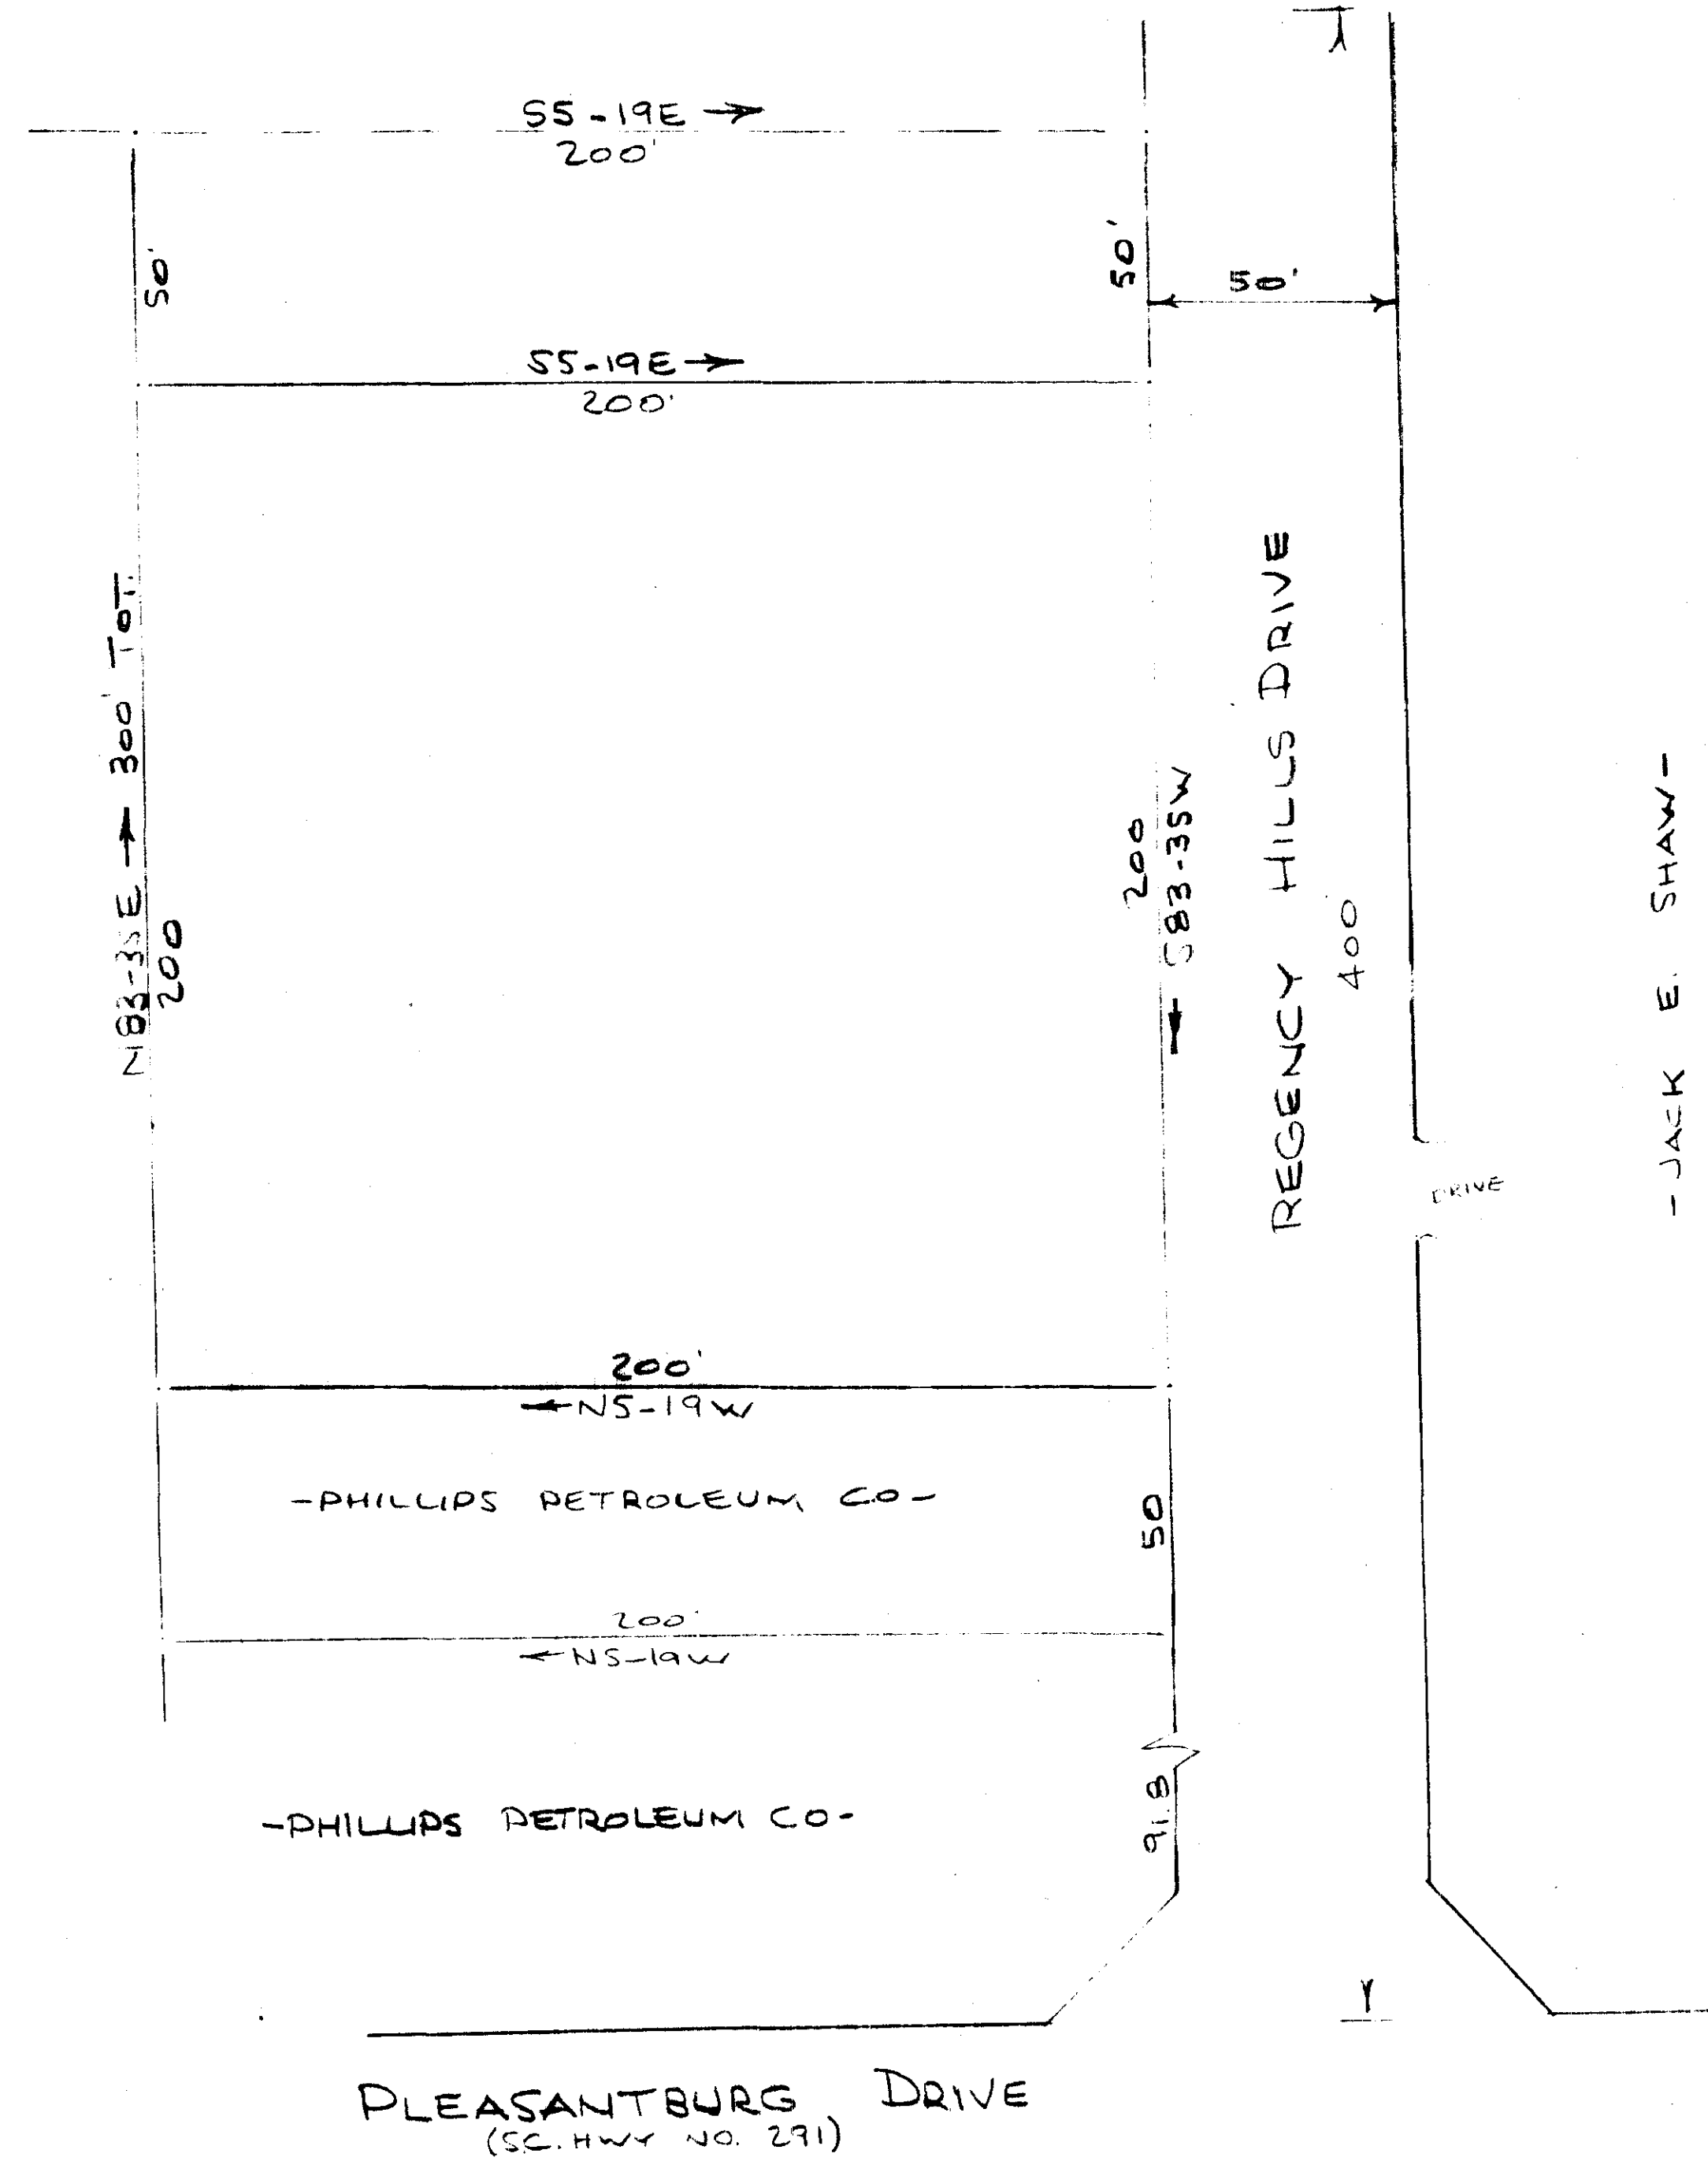 S5-19E →
200'
50'
50'
50'
S5-19E →
200'
N83-35E → 300' TOT.
200
200
← S83-35W
REGENCY HILLS DRIVE
400
- JACK E. SHAW -
DRIVE
200'
← N5-19W
-PHILLIPS PETROLEUM CO-
50
200'
← N5-19W
91.8
-PHILLIPS PETROLEUM CO-
PLEASANTBURG DRIVE
(S.C. HWY NO. 291)